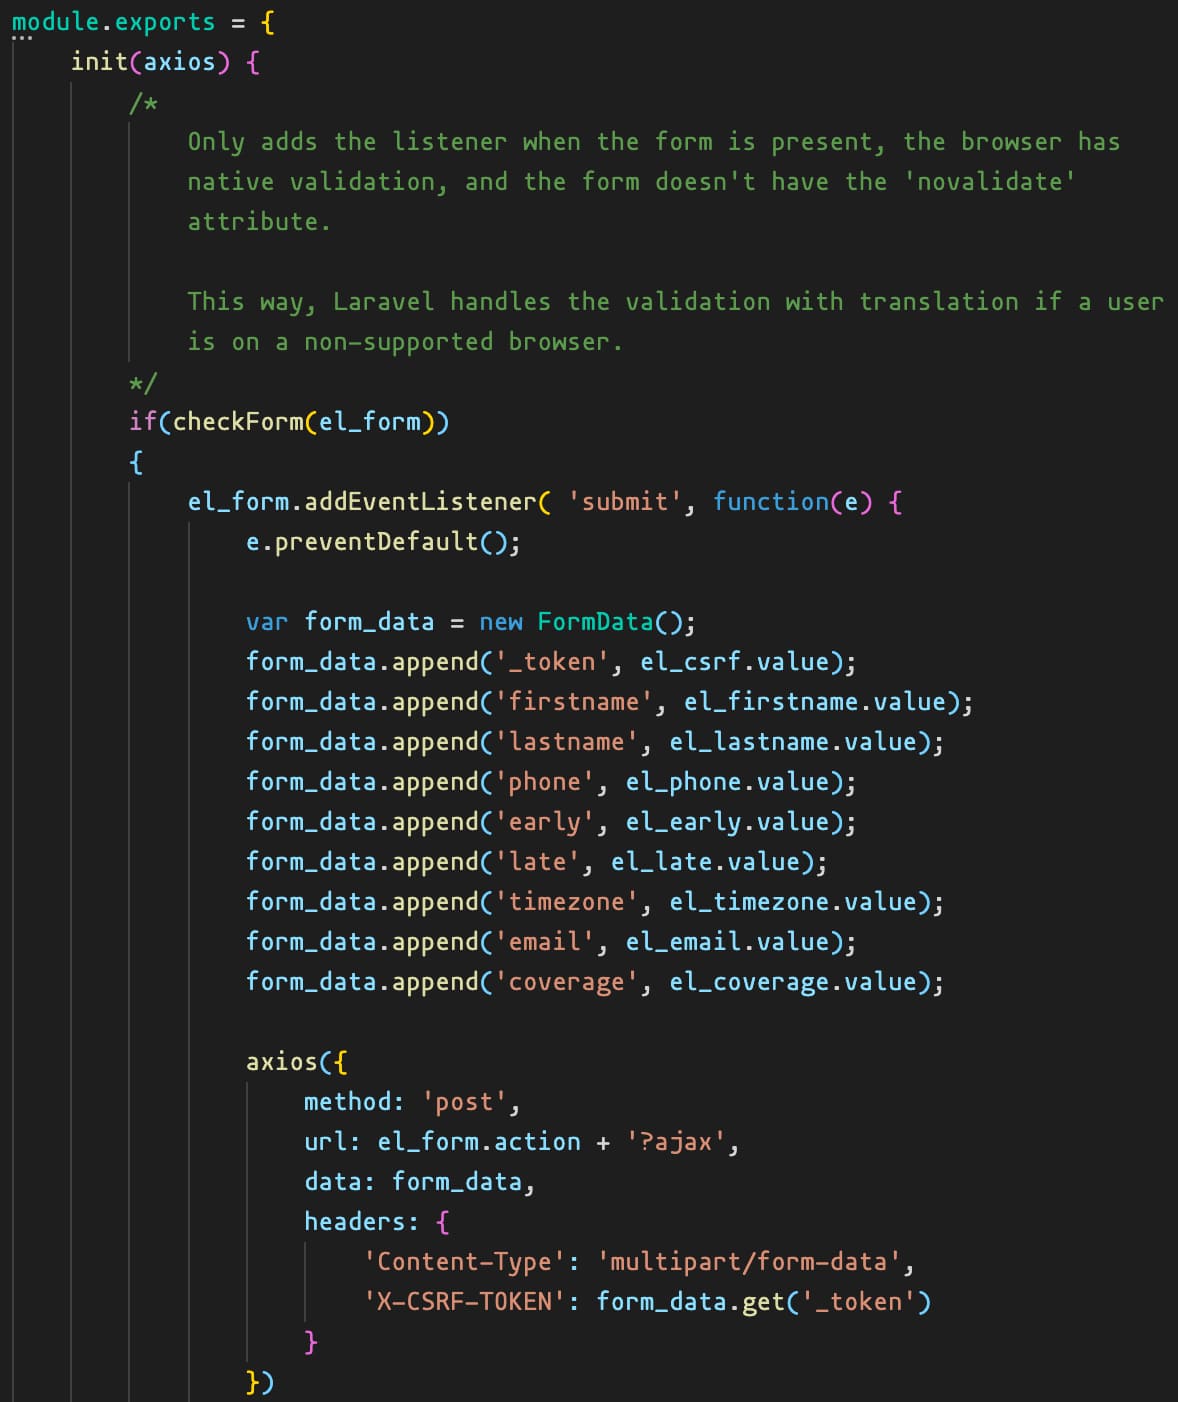 module.exports = {
    init(axios) {
        /*
            Only adds the listener when the form is present, the browser has
            native validation, and the form doesn't have the 'novalidate'
            attribute.

            This way, Laravel handles the validation with translation if a user
            is on a non-supported browser.
        */
        if(checkForm(el_form))
        {
            el_form.addEventListener( 'submit', function(e) {
                e.preventDefault();

                var form_data = new FormData();
                form_data.append('_token', el_csrf.value);
                form_data.append('firstname', el_firstname.value);
                form_data.append('lastname', el_lastname.value);
                form_data.append('phone', el_phone.value);
                form_data.append('early', el_early.value);
                form_data.append('late', el_late.value);
                form_data.append('timezone', el_timezone.value);
                form_data.append('email', el_email.value);
                form_data.append('coverage', el_coverage.value);

                axios({
                    method: 'post',
                    url: el_form.action + '?ajax',
                    data: form_data,
                    headers: {
                        'Content-Type': 'multipart/form-data',
                        'X-CSRF-TOKEN': form_data.get('_token')
                    }
                })